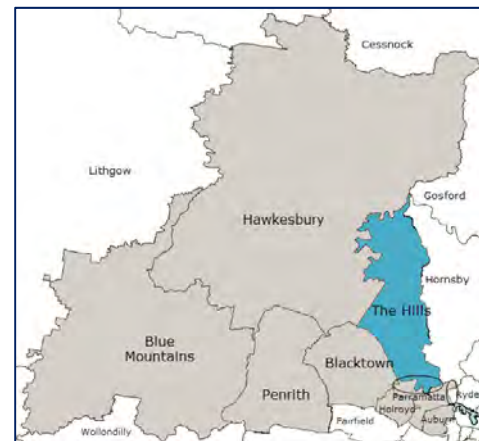 Cessnock
Lithgow
Gosford
Hawkesbury
Hornsby
The Hills
Blue
Mountains
Blacktown
Penrith
Parramatta
Ryde
Holroyd
Auburn
Fairfield
Wollondilly